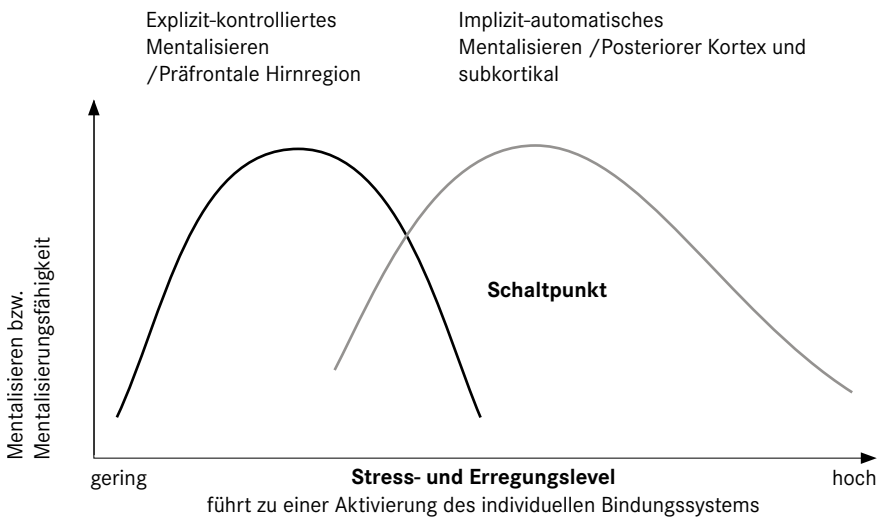 Explizit-kontrolliertes
Mentalisieren
/Präfrontale Hirnregion
Implizit-automatisches
Mentalisieren /Posteriorer Kortex und
subkortikal
Mentalisieren bzw.
Mentalisierungsfähigkeit
Schaltpunkt
gering
Stress- und Erregungslevel
hoch
führt zu einer Aktivierung des individuellen Bindungssystems